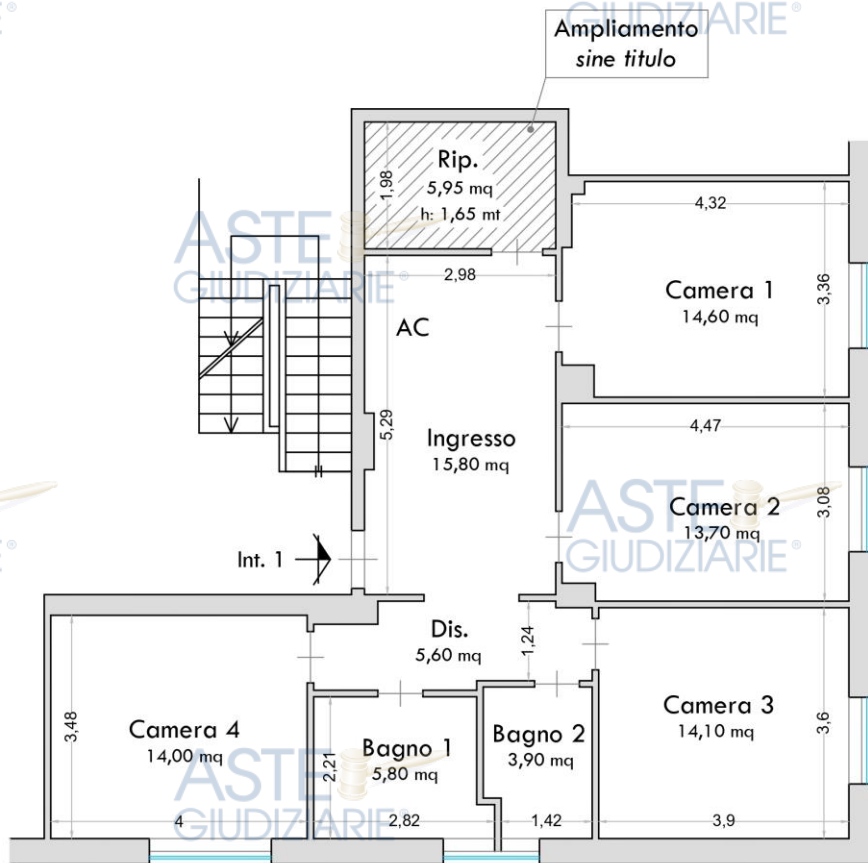 GIUDIZIARIE®
Ampliamento
sine titulo
Rip.
5,95 mq
h: 1,65 mt
1,98
2,98
ASTE
GIUDIZIARIE®
4,32
3,36
Camera 1
14,60 mq
AC
5,29
Ingresso
15,80 mq
4,47
3,08
Camera 2
13,70 mq
ASTE
GIUDIZIARIE®
Int. 1
Dis.
5,60 mq
1,24
3,48
Camera 4
14,00 mq
4
2,21
Bagno 1
5,80 mq
2,82
Bagno 2
3,90 mq
1,42
Camera 3
14,10 mq
3,6
3,9
ASTE
GIUDIZIARIE®